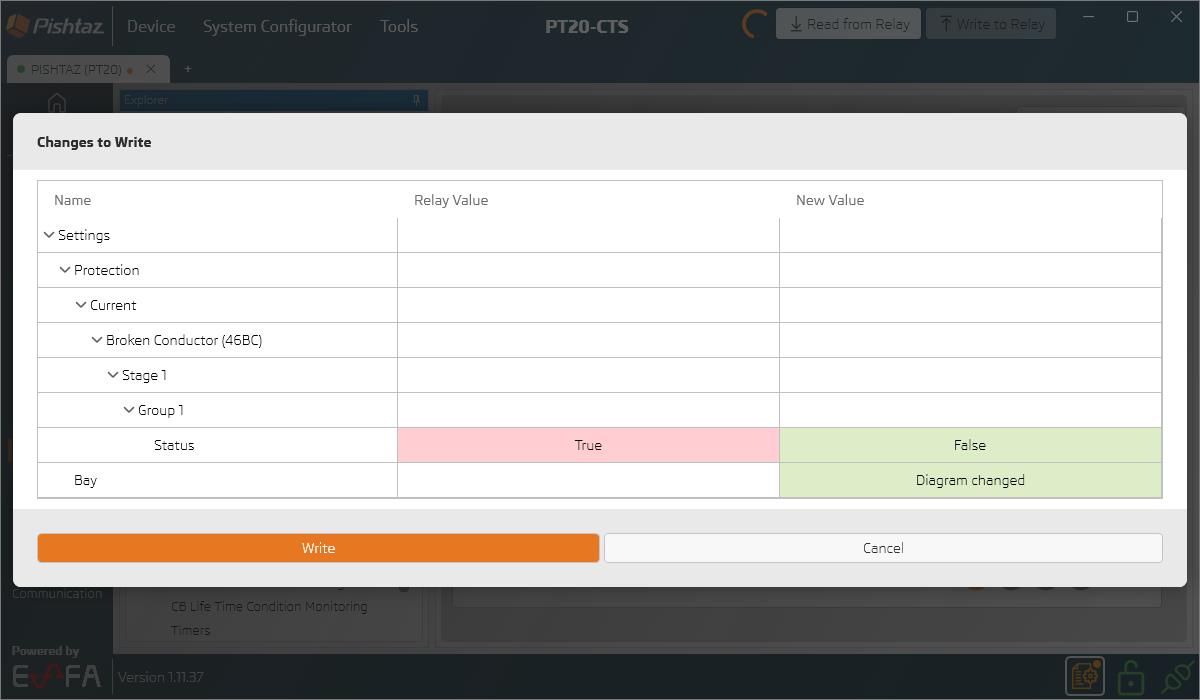 Pishtaz Device System Configurator Tools PT20-CTS Read from Relay Write to Relay
PISHTAZ (PT20)
Explorer
Changes to Write
Name Relay Value New Value
Settings
Protection
Current
Broken Conductor (46BC)
Stage 1
Group 1
Status True False
Bay Diagram changed
Write Cancel
Communication
CB Life Time Condition Monitoring
Timers
Powered by
Version 1.11.37